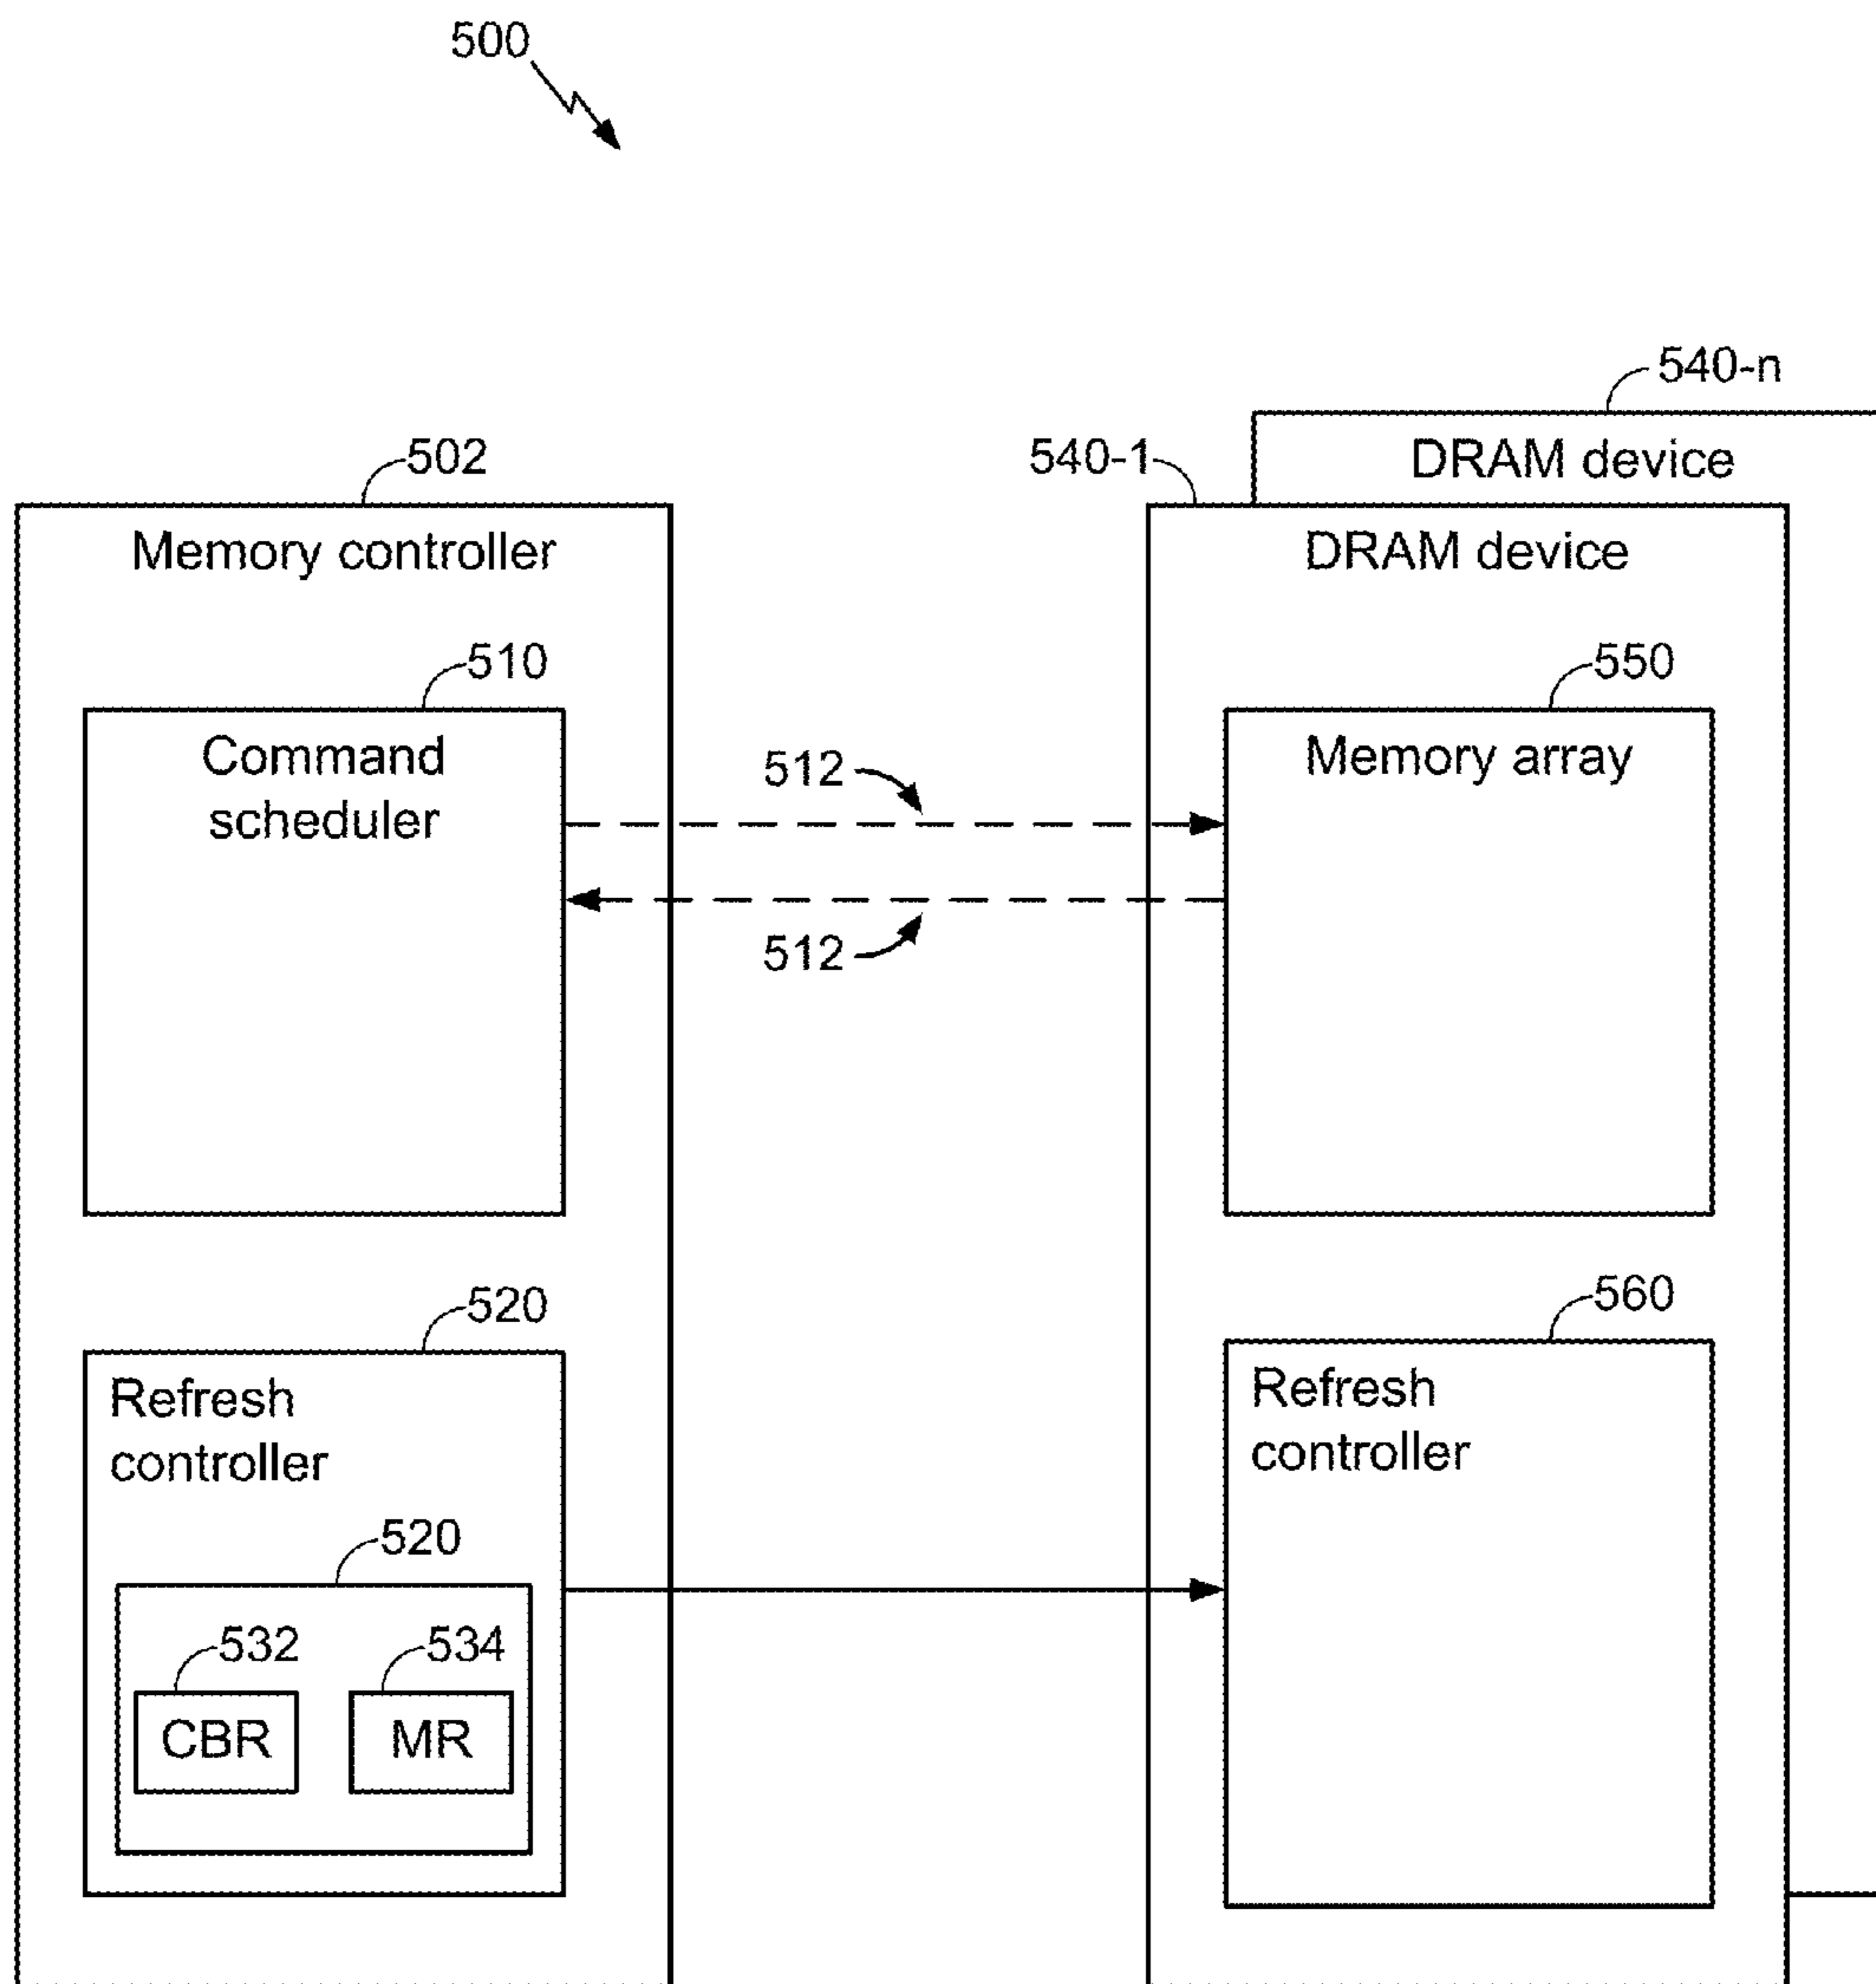 500
540-n
502
540-1
DRAM device
Memory controller
DRAM device
510
550
Command
scheduler
512
Memory array
512
520
560
Refresh
controller
Refresh
controller
520
532
534
CBR
MR